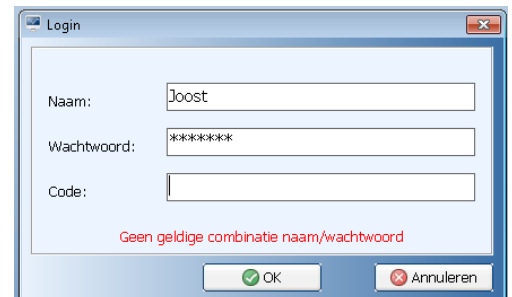 Login
Naam: Joost
Wachtwoord: *******
Code:
Geen geldige combinatie naam/wachtwoord
OK Annuleren